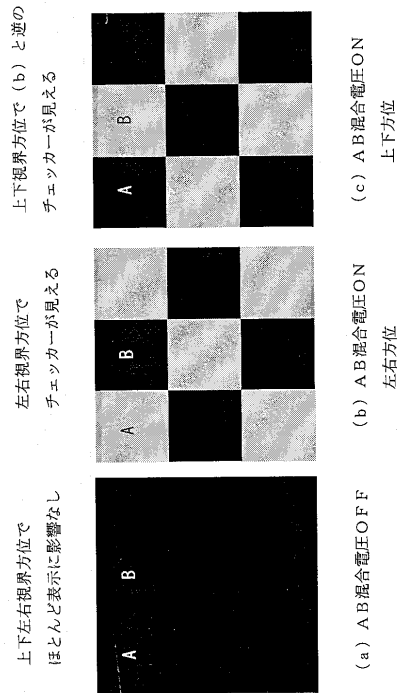 上下左右視界方位で
ほとんど表示に影響なし
A B
(a) AB混合電圧OFF
左右視界方位で
チェッカーが見える
A B
(b) AB混合電圧ON
左右方位
上下視界方位で(b)と逆の
チェッカーが見える
A B
(c) AB混合電圧ON
上下方位